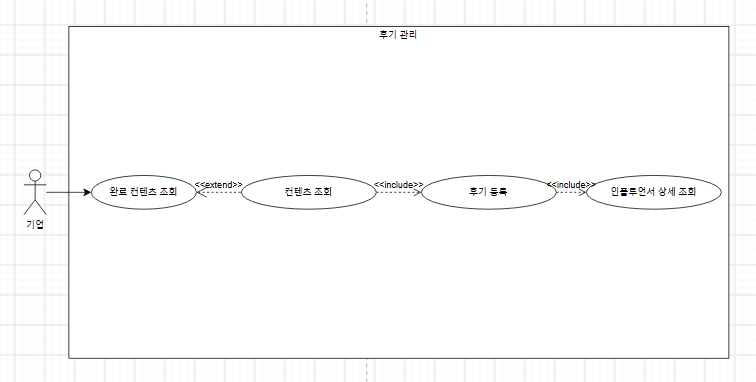 후기 관리
완료 컨텐츠 조회
<<extend>>
컨텐츠 조회
<<include>>
후기 등록
<<include>>
인플루언서 상세 조회
기업